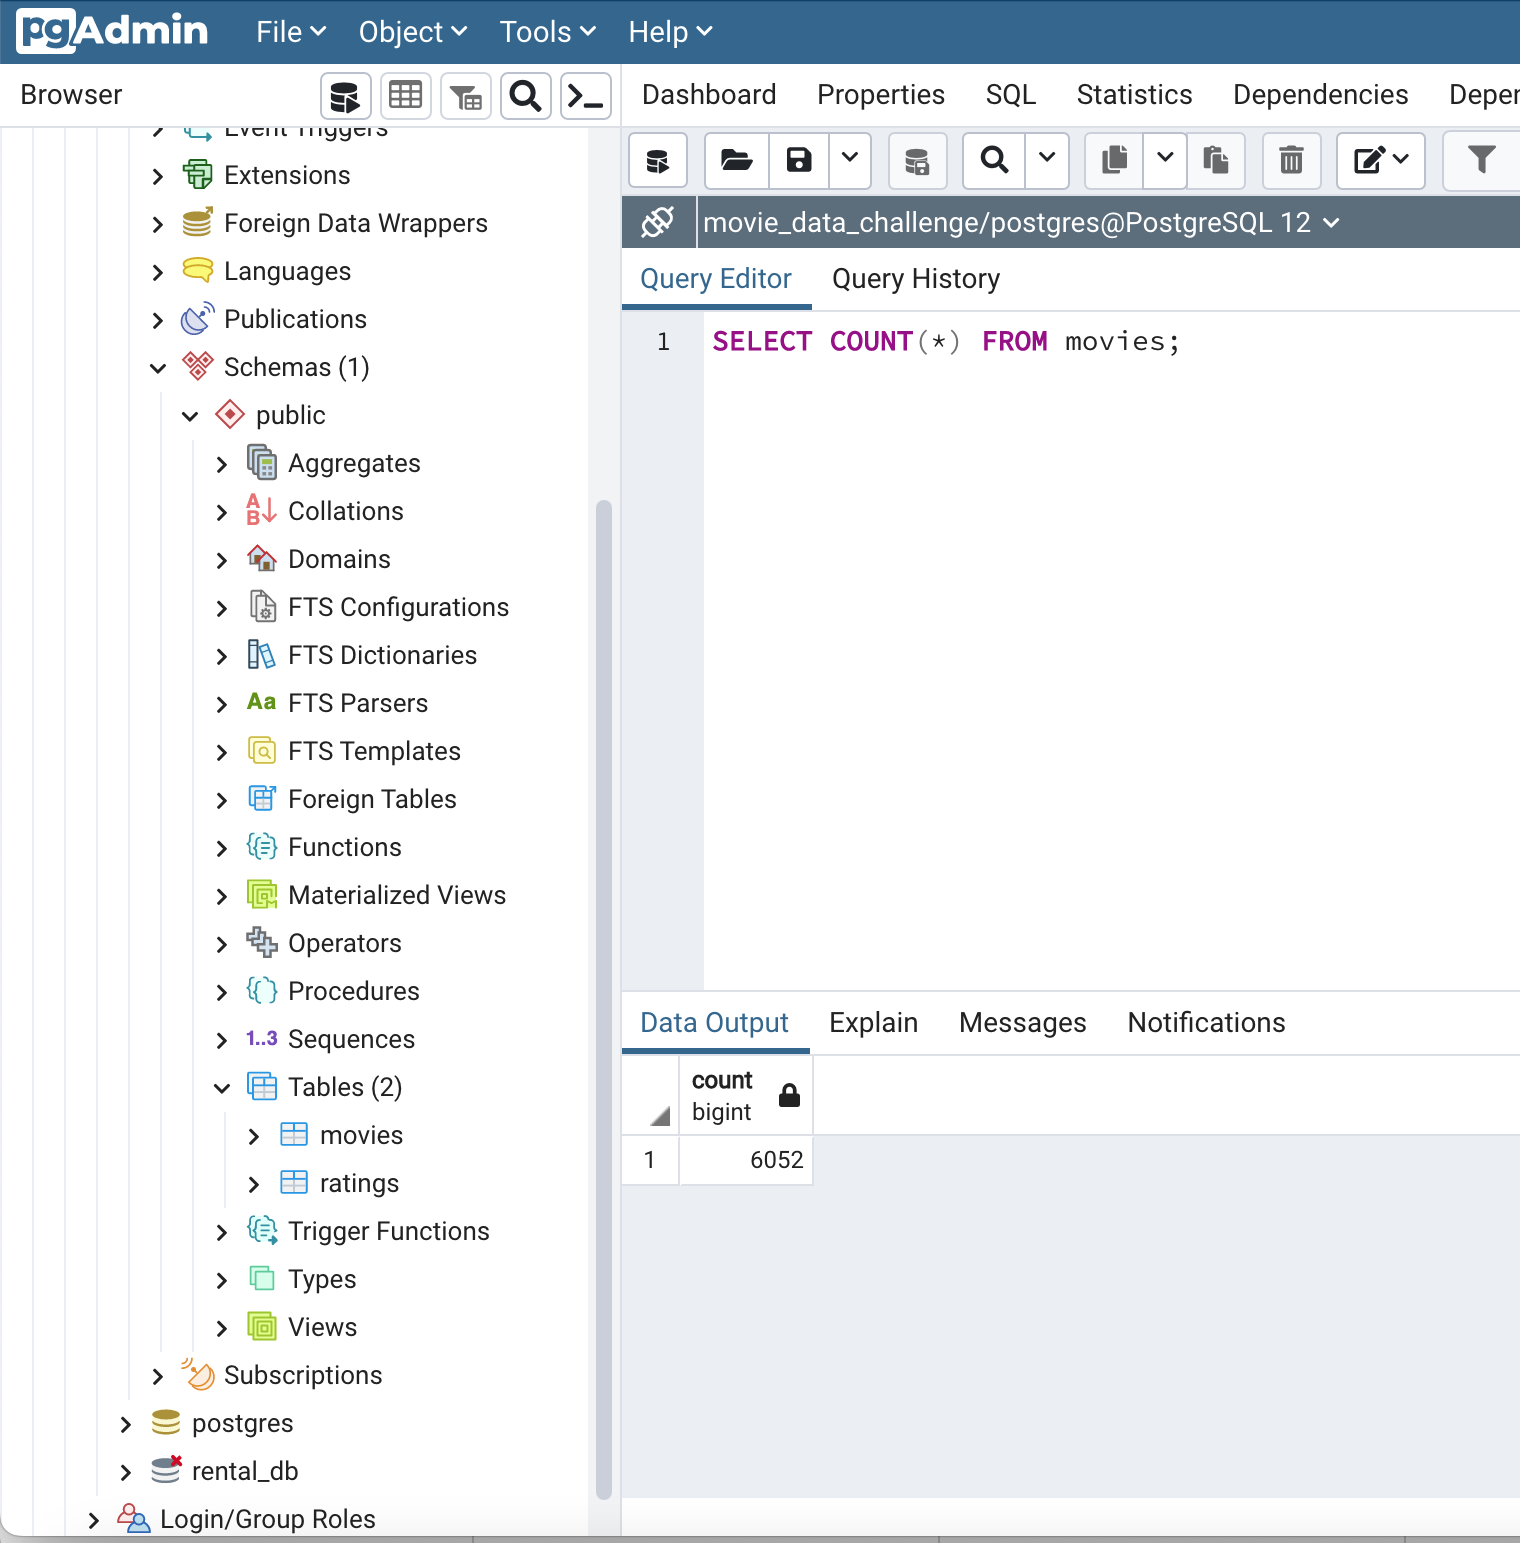 pgAdmin File Object Tools Help
Browser
Dashboard Properties SQL Statistics Dependencies
Event Triggers
Extensions
Foreign Data Wrappers
Languages
Publications
Schemas (1)
public
Aggregates
Collations
Domains
FTS Configurations
FTS Dictionaries
Aa FTS Parsers
FTS Templates
Foreign Tables
Functions
Materialized Views
Operators
Procedures
1..3 Sequences
Tables (2)
movies
ratings
Trigger Functions
Types
Views
Subscriptions
postgres
rental_db
Login/Group Roles
movie_data_challenge/postgres@PostgreSQL 12
Query Editor Query History
1 SELECT COUNT(*) FROM movies;
Data Output Explain Messages Notifications
count
bigint
1 6052